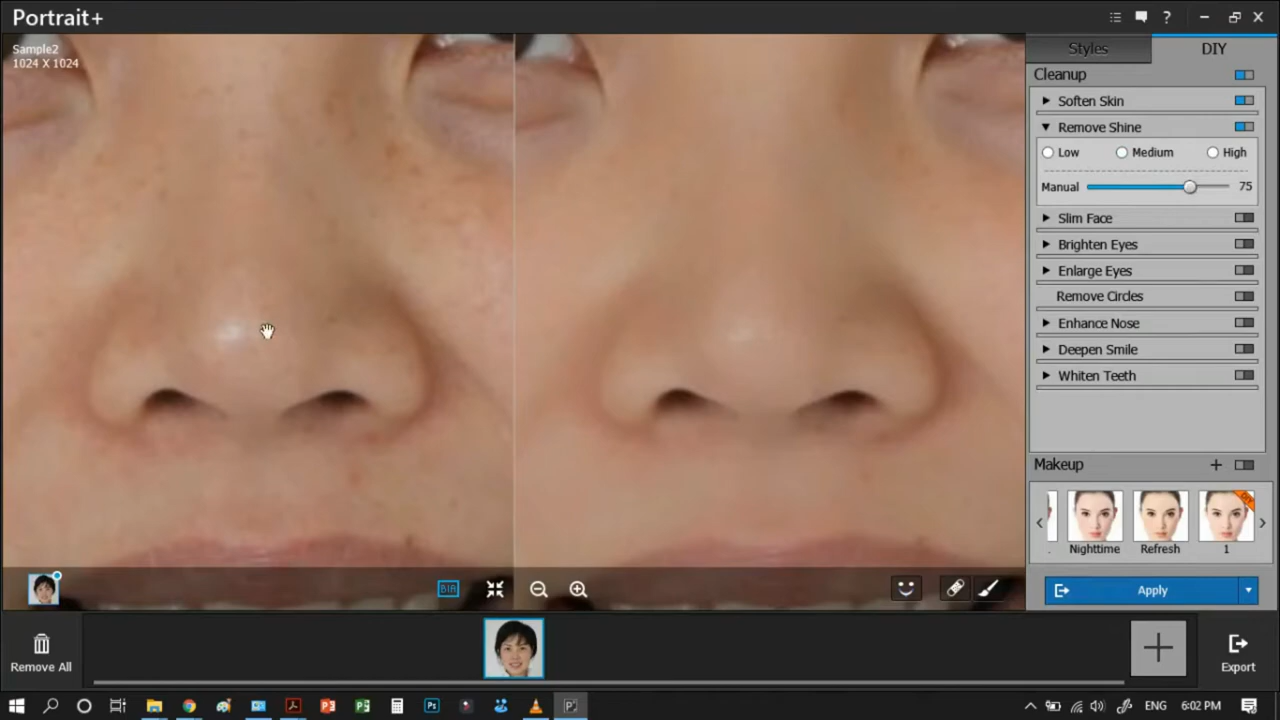 Portrait+
?
Sample2
1024 X 1024
Styles
DIY
Cleanup
Soften Skin
Remove Shine
Low
Medium
High
Manual
75
Slim Face
Brighten Eyes
Enlarge Eyes
Remove Circles
Enhance Nose
Deepen Smile
Whiten Teeth
Makeup
DIY
Nighttime
Refresh
1
B|B
Apply
Remove All
Export
Ps
ENG
6:02 PM